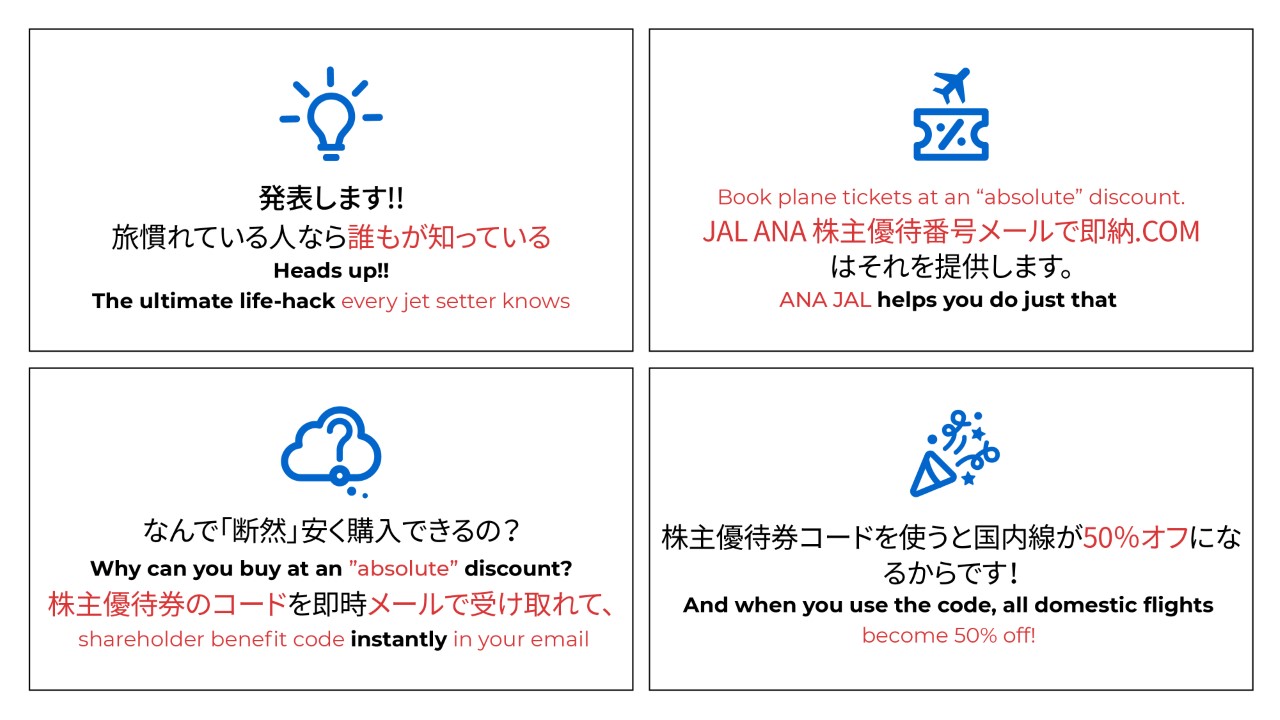 発表します!!
旅慣れている人なら誰もが知っている
Heads up!!
The ultimate life-hack every jet setter knows
Book plane tickets at an “absolute” discount.
JAL ANA 株主優待番号メールで即納.COM
はそれを提供します。
ANA JAL helps you do just that
なんで「断然」安く購入できるの？
Why can you buy at an ”absolute” discount?
株主優待券のコードを即時メールで受け取れて、
shareholder benefit code instantly in your email
株主優待券コードを使うと国内線が50％オフにな
るからです！
And when you use the code, all domestic flights
become 50% off!